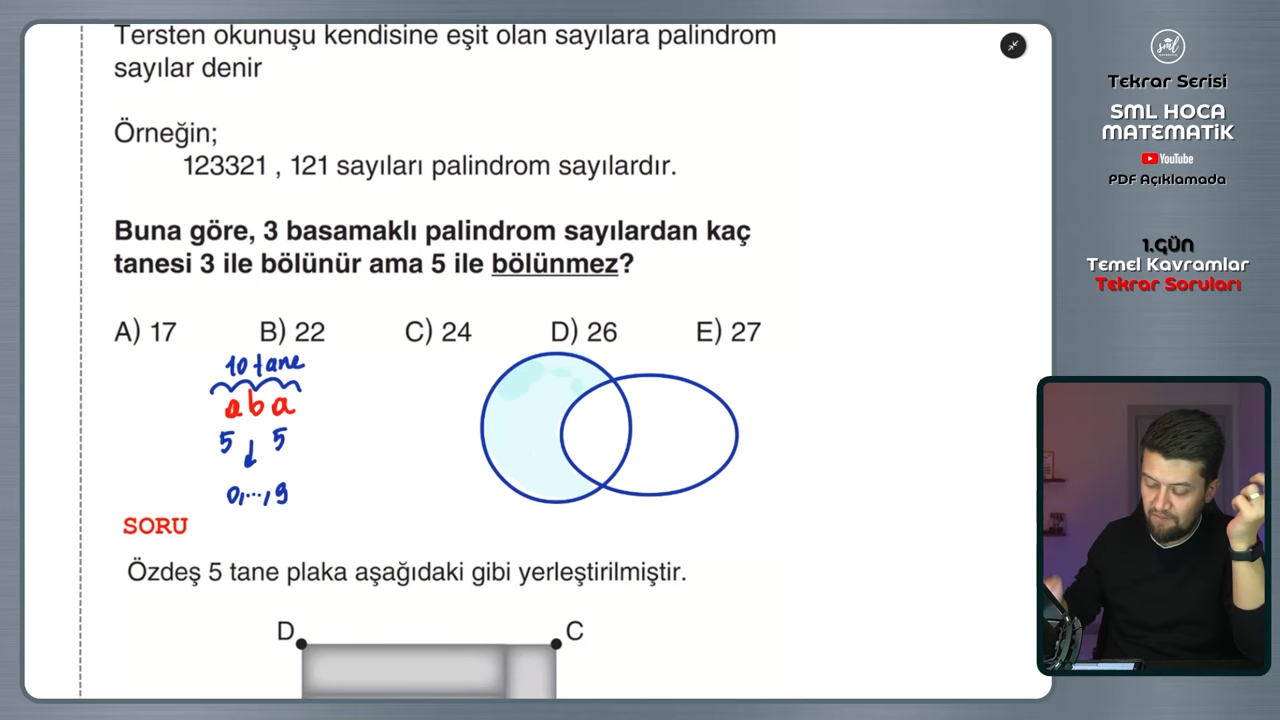 Tersten okunuşu kendisine eşit olan sayılara palindrom
sayılar denir
Örneğin;
123321 , 121 sayıları palindrom sayılardır.
Buna göre, 3 basamaklı palindrom sayılardan kaç
tanesi 3 ile bölünür ama 5 ile bölünmez?
A) 17 B) 22 C) 24 D) 26 E) 27
10 tane
a b a
5 5
0,...,9
SORU
Özdeş 5 tane plaka aşağıdaki gibi yerleştirilmiştir.
D C
sml
Tekrar Serisi
SML HOCA
MATEMATİK
YouTube
PDF Açıklamada
1.GÜN
Temel Kavramlar
Tekrar Soruları